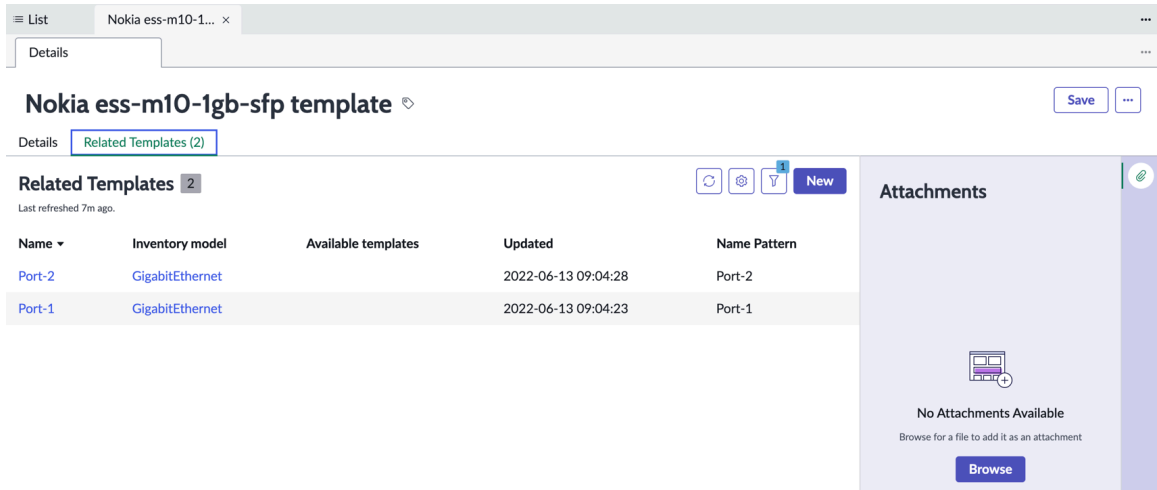 List
Nokia ess-m10-1... ×
Details
Nokia ess-m10-1gb-sfp template
Save
Details
Related Templates (2)
Related Templates 2
1
New
Last refreshed 7m ago.
Attachments
Name Inventory model Available templates Updated Name Pattern
Port-2 GigabitEthernet 2022-06-13 09:04:28 Port-2
Port-1 GigabitEthernet 2022-06-13 09:04:23 Port-1
No Attachments Available
Browse for a file to add it as an attachment
Browse